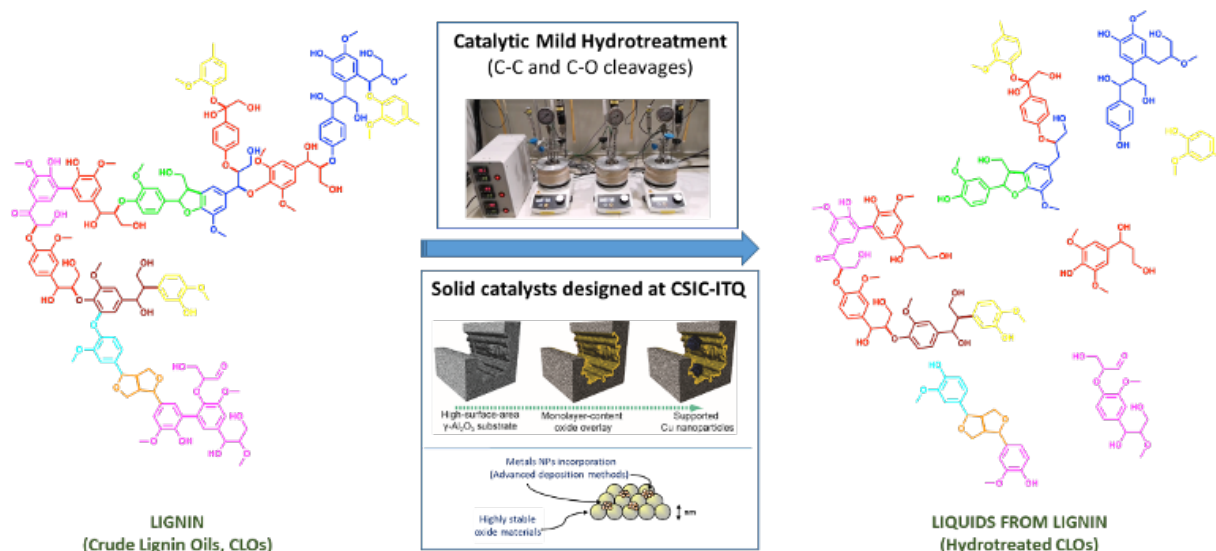 Catalytic Mild Hydrotreatment
(C-C and C-O cleavages)
Solid catalysts designed at CSIC-ITQ
High-surface-area
γ-Al₂O₃ substrate
Monolayer-content
oxide overlay
Supported
Cu nanoparticles
Metals NPs incorporation
(Advanced deposition methods)
Highly stable
oxide materials
nm
LIGNIN
(Crude Lignin Oils, CLOs)
LIQUIDS FROM LIGNIN
(Hydrotreated CLOs)